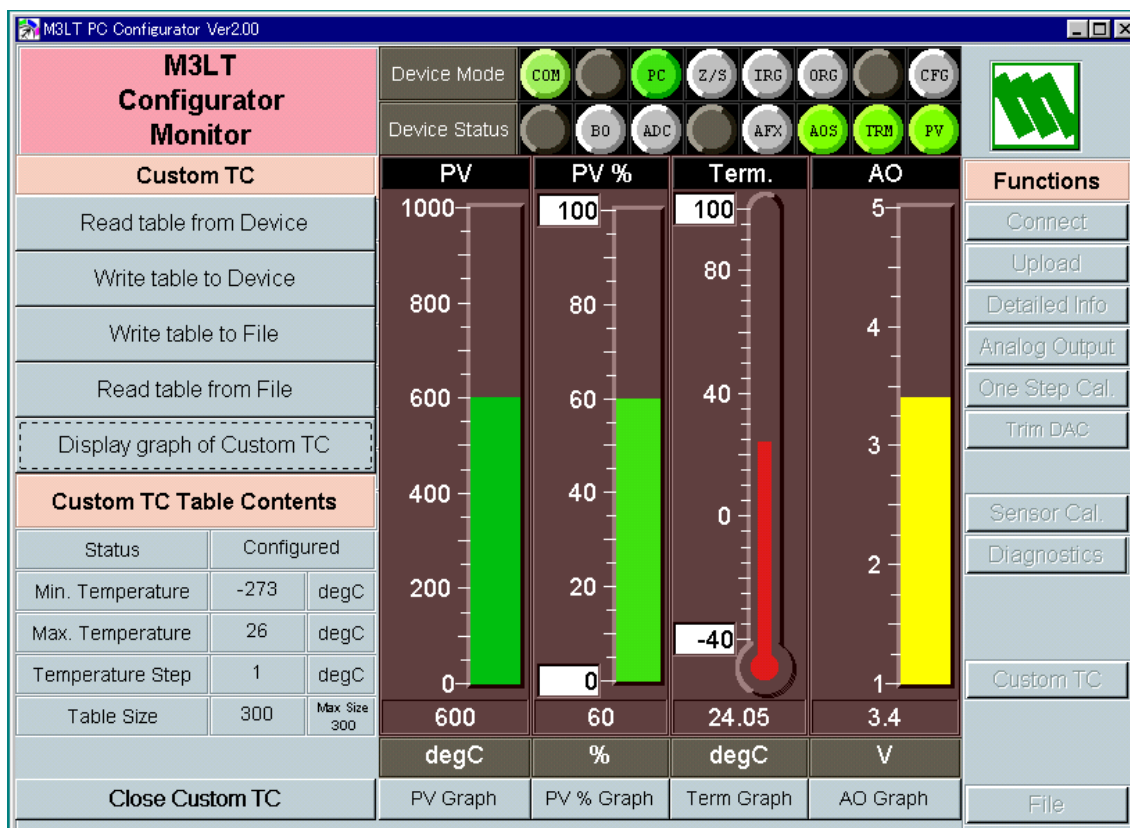 M3LT PC Configurator Ver2.00
M3LT
Configurator
Monitor
Device Mode
COM
PC
Z/S
IRG
ORG
CFG
Device Status
BO
ADC
AFX
AOS
TRM
PV
Custom TC
Read table from Device
Write table to Device
Write table to File
Read table from File
Display graph of Custom TC
Custom TC Table Contents
Status Configured
Min. Temperature -273 degC
Max. Temperature 26 degC
Temperature Step 1 degC
Table Size 300 Max Size
300
Close Custom TC
PV
1000
800
600
400
200
0
600
degC
PV Graph
PV %
100
80
60
40
20
0
60
%
PV % Graph
Term.
100
80
40
0
-40
24.05
degC
Term Graph
AO
5
4
3
2
1
3.4
V
AO Graph
Functions
Connect
Upload
Detailed Info
Analog Output
One Step Cal.
Trim DAC
Sensor Cal.
Diagnostics
Custom TC
File